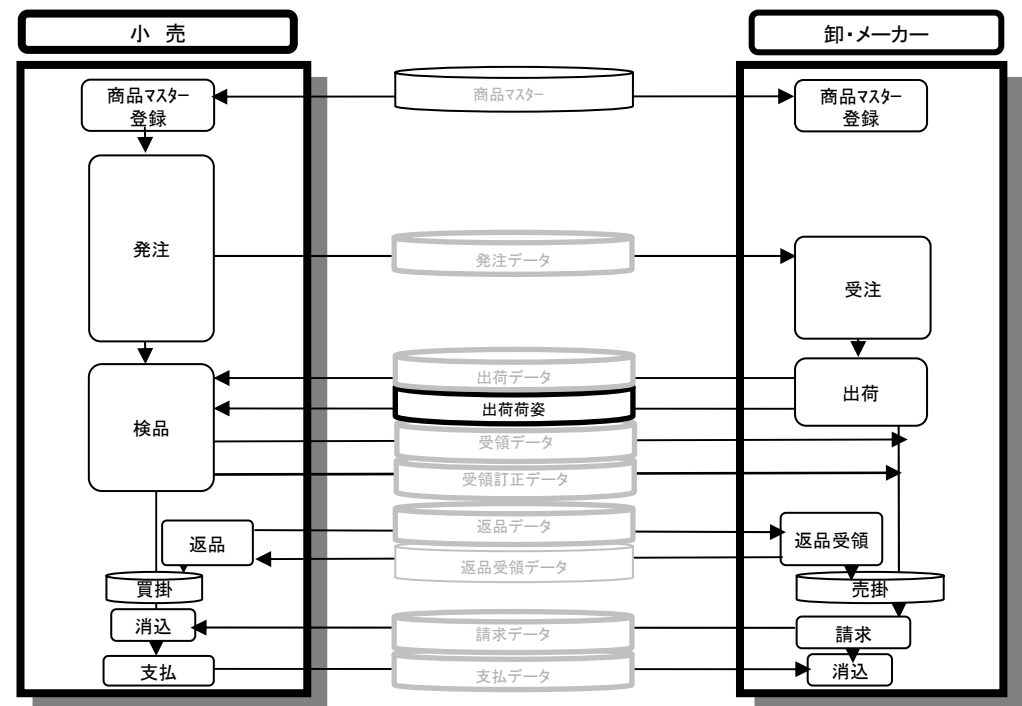 小 売
卸・メーカー
商品マスター
登録
商品マスター
商品マスター
登録
発注
発注データ
受注
検品
出荷データ
出荷荷姿
受領データ
受領訂正データ
出荷
返品
返品データ
返品受領データ
返品受領
買掛
売掛
消込
請求データ
請求
支払
支払データ
消込